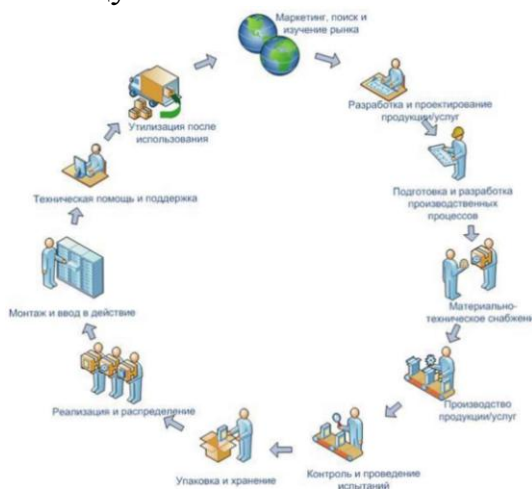 Маркетинг, поиск и
изучение рынка
Разработка и проектирование
продукции/услуг
Подготовка и разработка
производственных
процессов
Материально-
техническое снабжени
Производство
продукции/услуг
Контроль и проведение
испытаний
Упаковка и хранение
Реализация и распределение
Монтаж и ввод в действие
Техническая помощь и поддержка
Утилизация после
использования